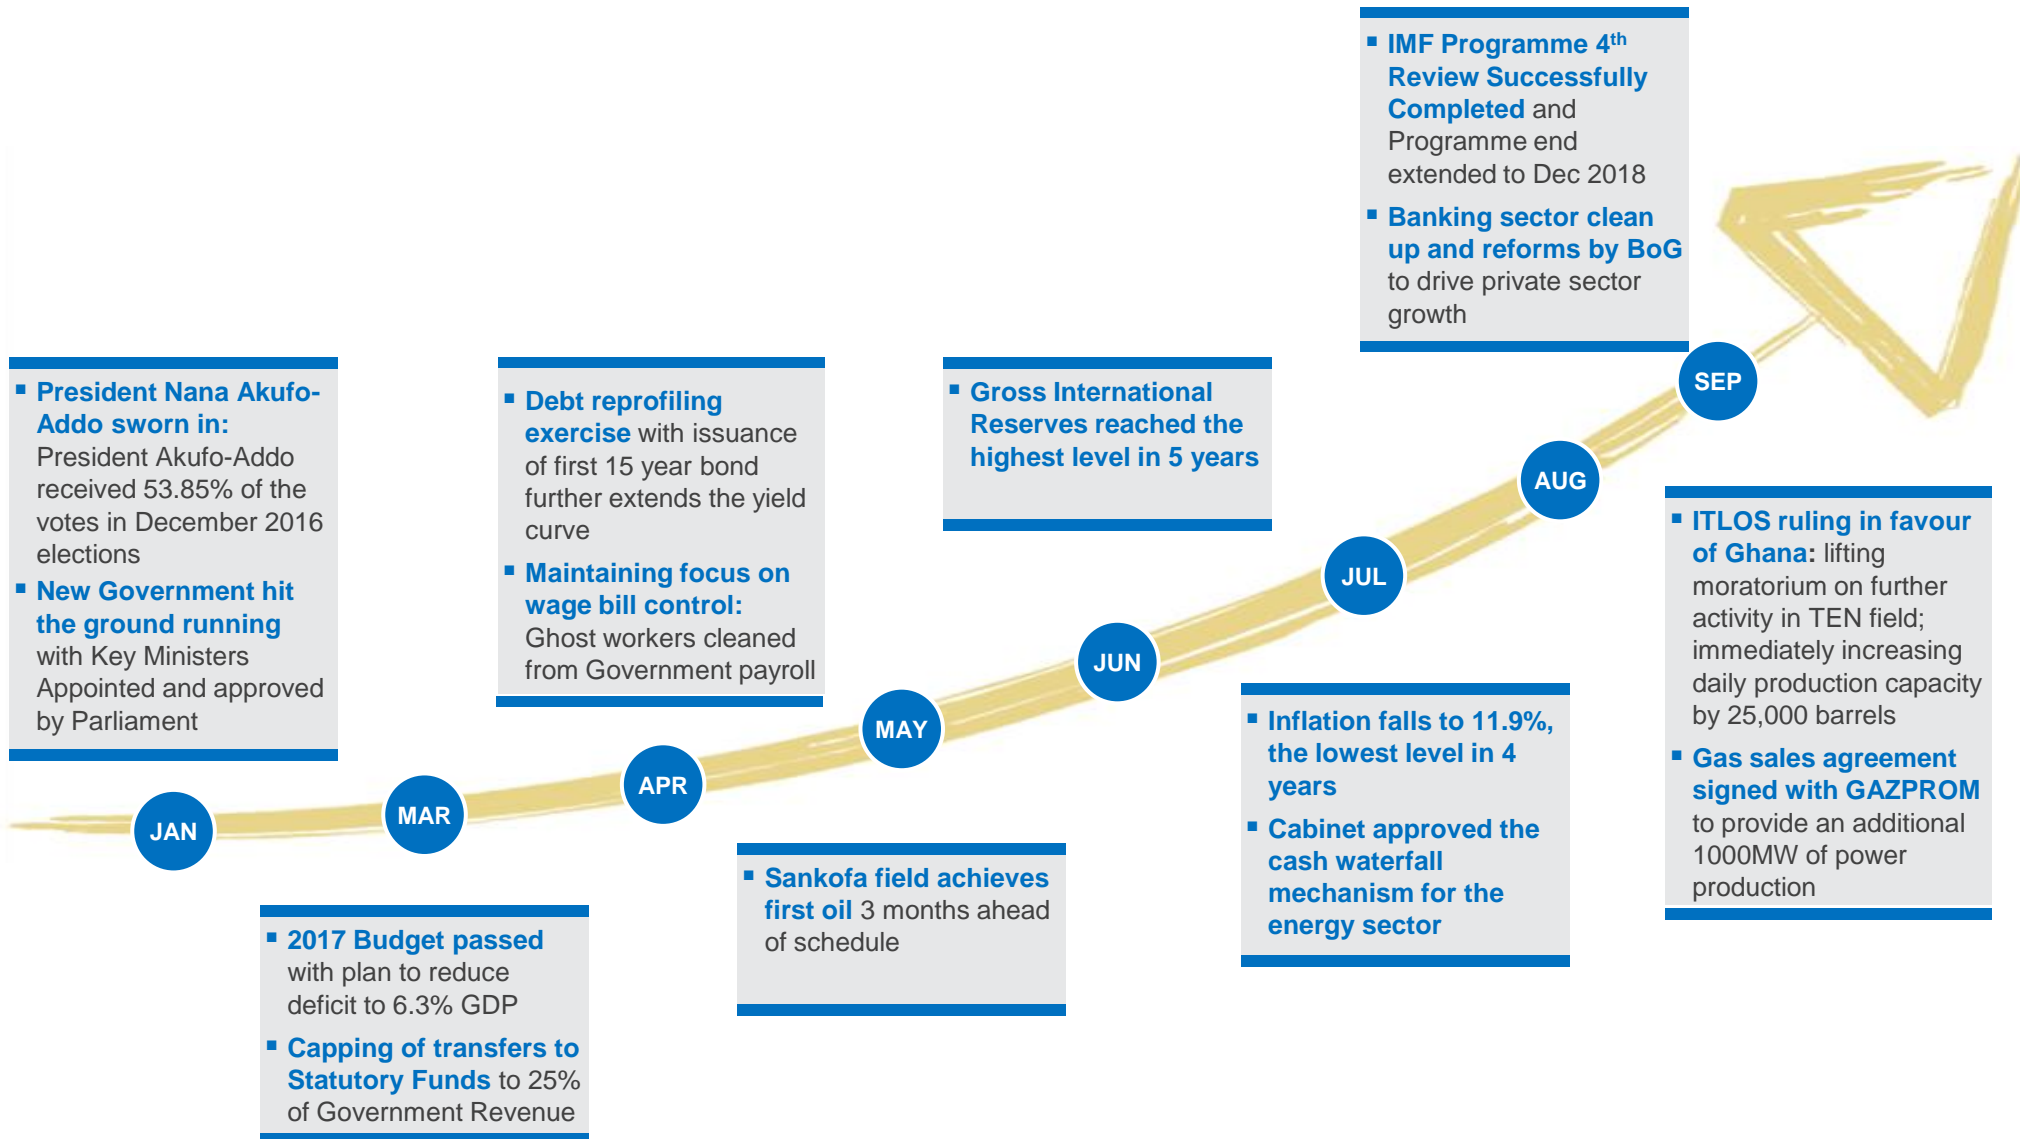 ▪ President Nana Akufo-
Addo sworn in:
President Akufo-Addo
received 53.85% of the
votes in December 2016
elections
▪ New Government hit
the ground running
with Key Ministers
Appointed and approved
by Parliament
JAN
MAR
▪ 2017 Budget passed
with plan to reduce
deficit to 6.3% GDP
▪ Capping of transfers to
Statutory Funds to 25%
of Government Revenue
▪ Debt reprofiling
exercise with issuance
of first 15 year bond
further extends the yield
curve
▪ Maintaining focus on
wage bill control:
Ghost workers cleaned
from Government payroll
APR
MAY
▪ Sankofa field achieves
first oil 3 months ahead
of schedule
▪ Gross International
Reserves reached the
highest level in 5 years
JUN
JUL
▪ Inflation falls to 11.9%,
the lowest level in 4
years
▪ Cabinet approved the
cash waterfall
mechanism for the
energy sector
▪ IMF Programme 4th
Review Successfully
Completed and
Programme end
extended to Dec 2018
▪ Banking sector clean
up and reforms by BoG
to drive private sector
growth
AUG
SEP
▪ ITLOS ruling in favour
of Ghana: lifting
moratorium on further
activity in TEN field;
immediately increasing
daily production capacity
by 25,000 barrels
▪ Gas sales agreement
signed with GAZPROM
to provide an additional
1000MW of power
production